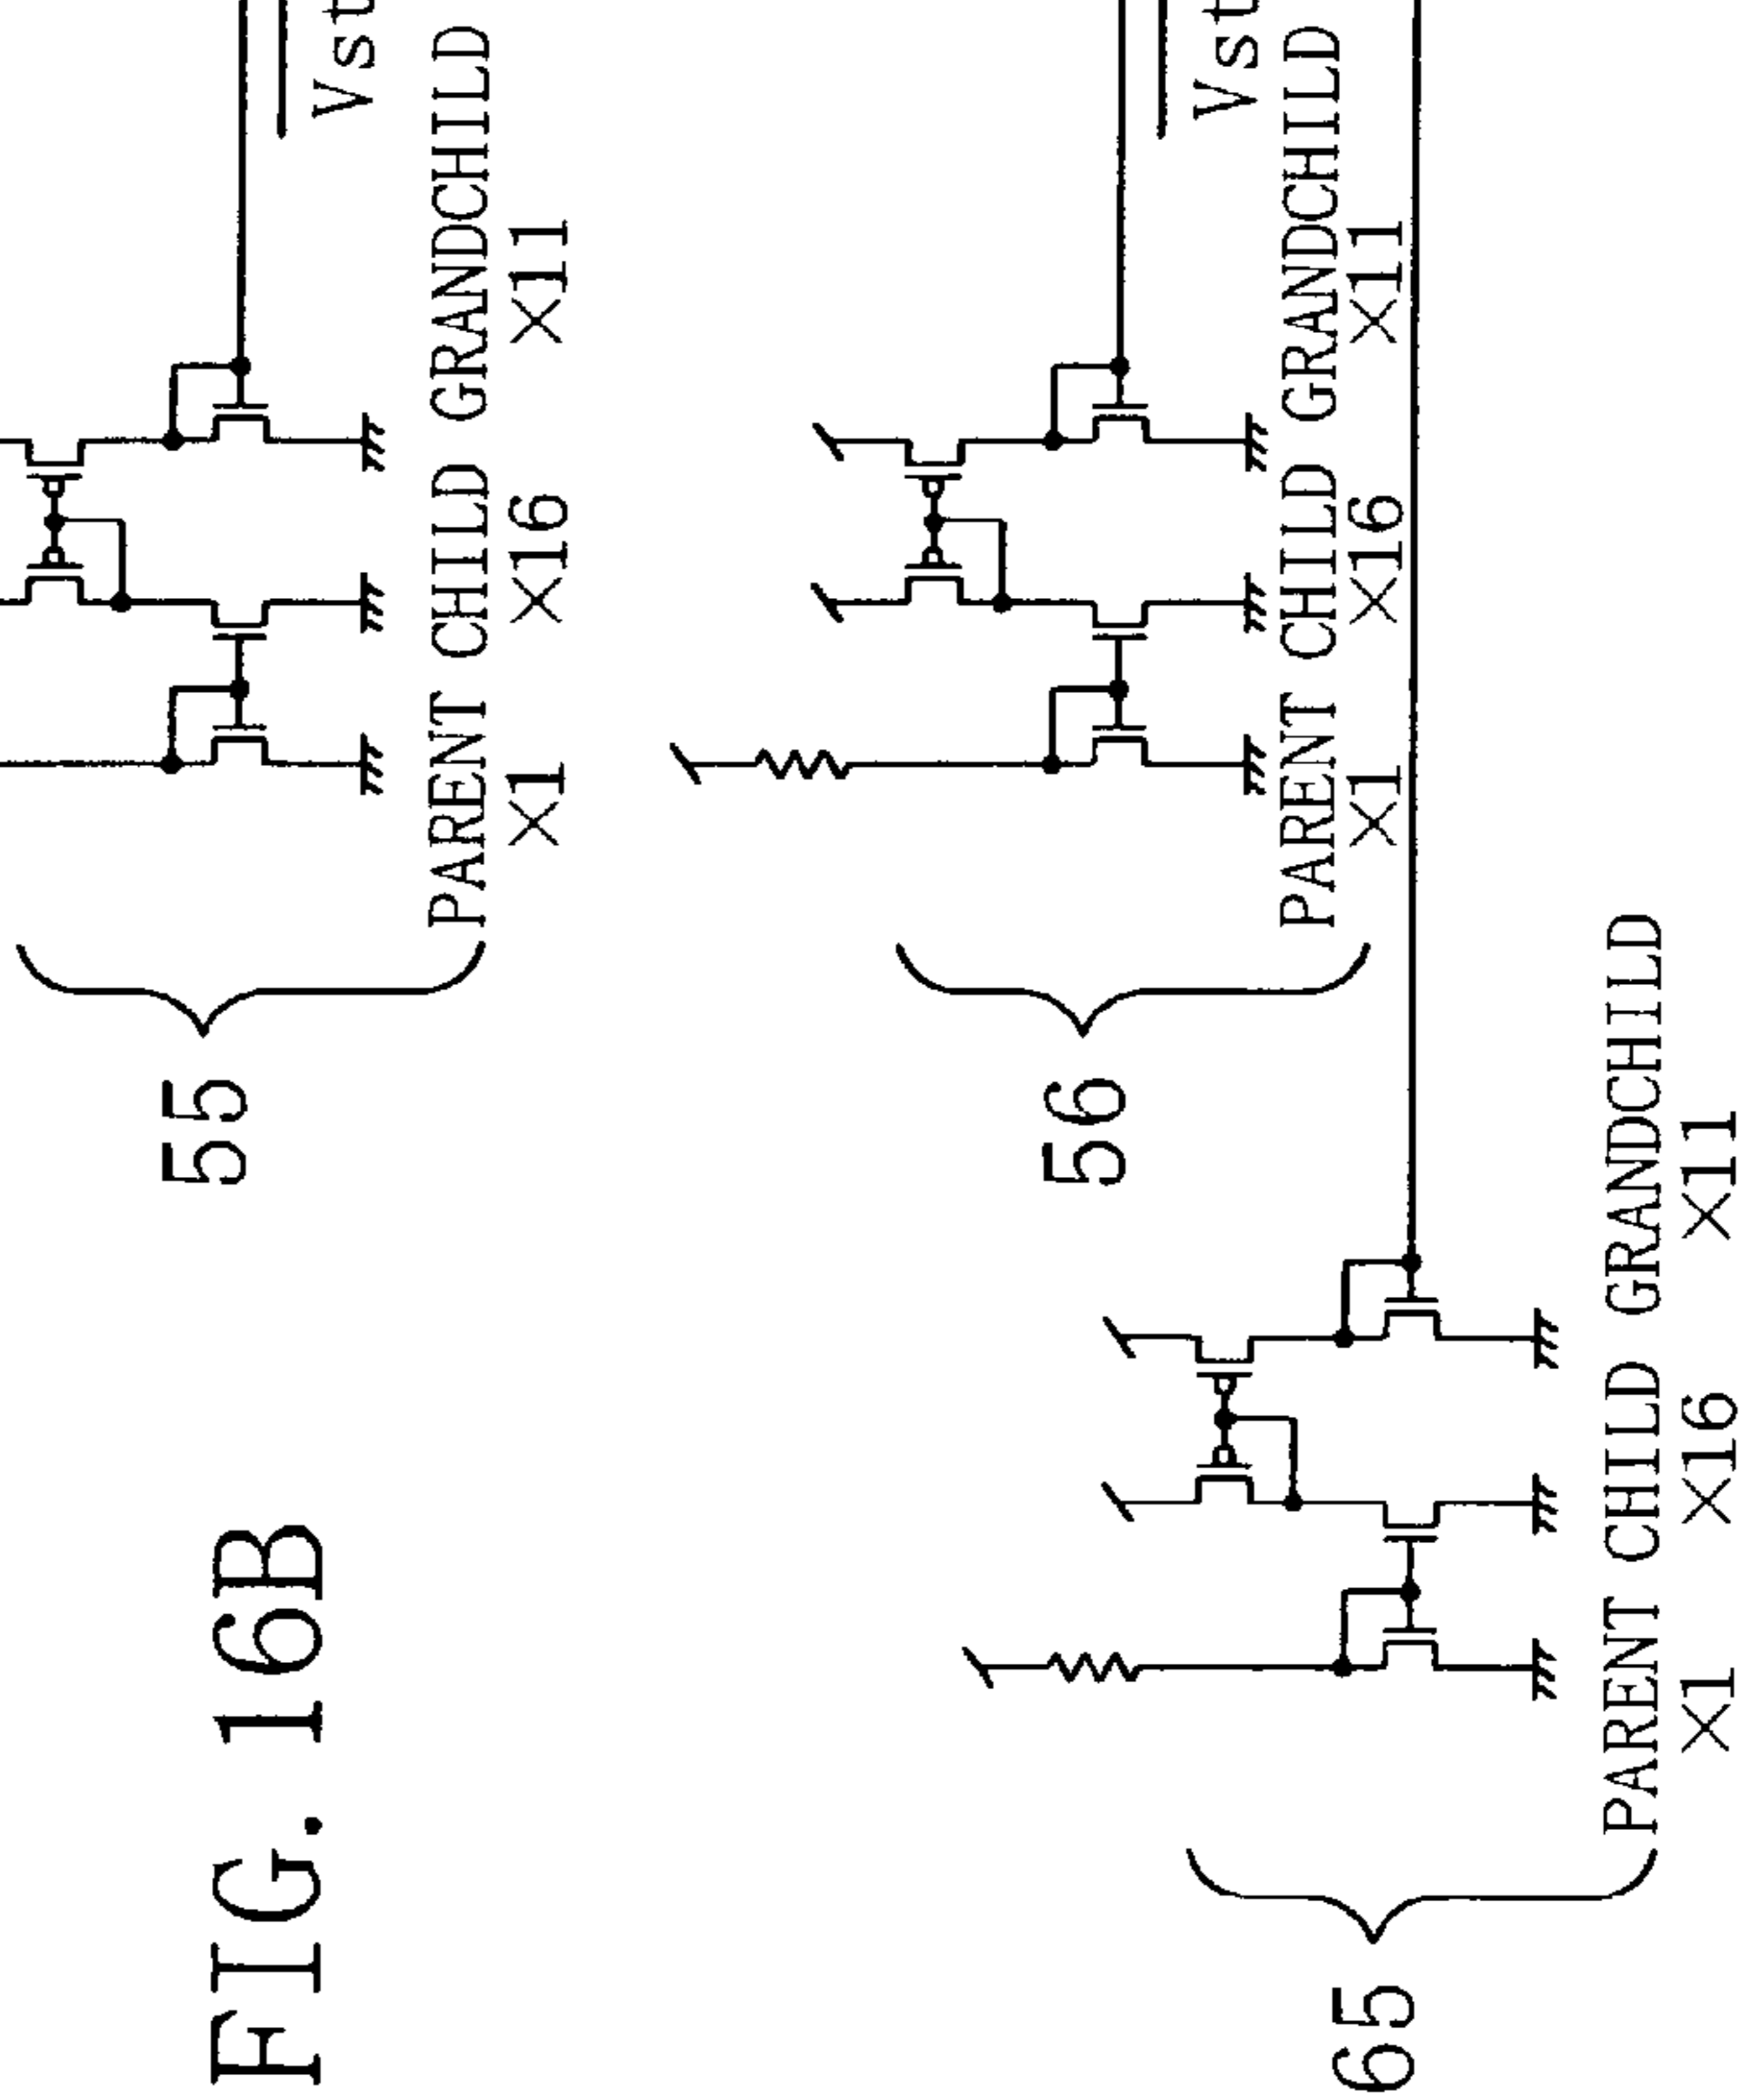 FIG. 16B
55
PARENT CHILD GRANDCHILD
×1 ×16 ×11
Vst
56
PARENT CHILD GRANDCHILD
×1 ×16 ×11
Vst
65
PARENT CHILD GRANDCHILD
×1 ×16 ×11